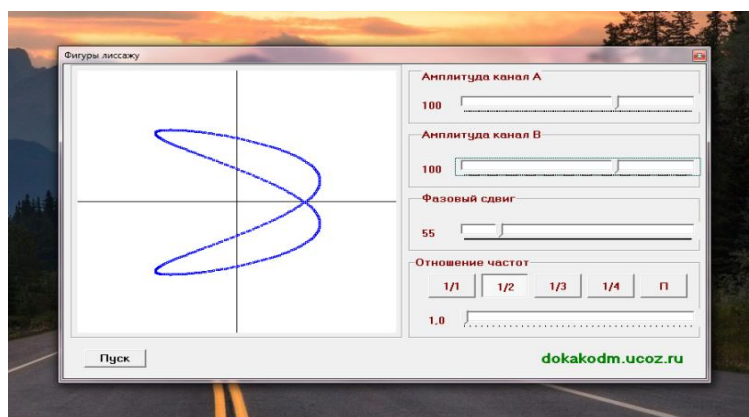 Фигуры лиссажу
Амплитуда канал А
100
Амплитуда канал В
100
Фазовый сдвиг
55
Отношение частот
1/1 1/2 1/3 1/4 П
1,0
Пуск
dokakodm.ucoz.ru